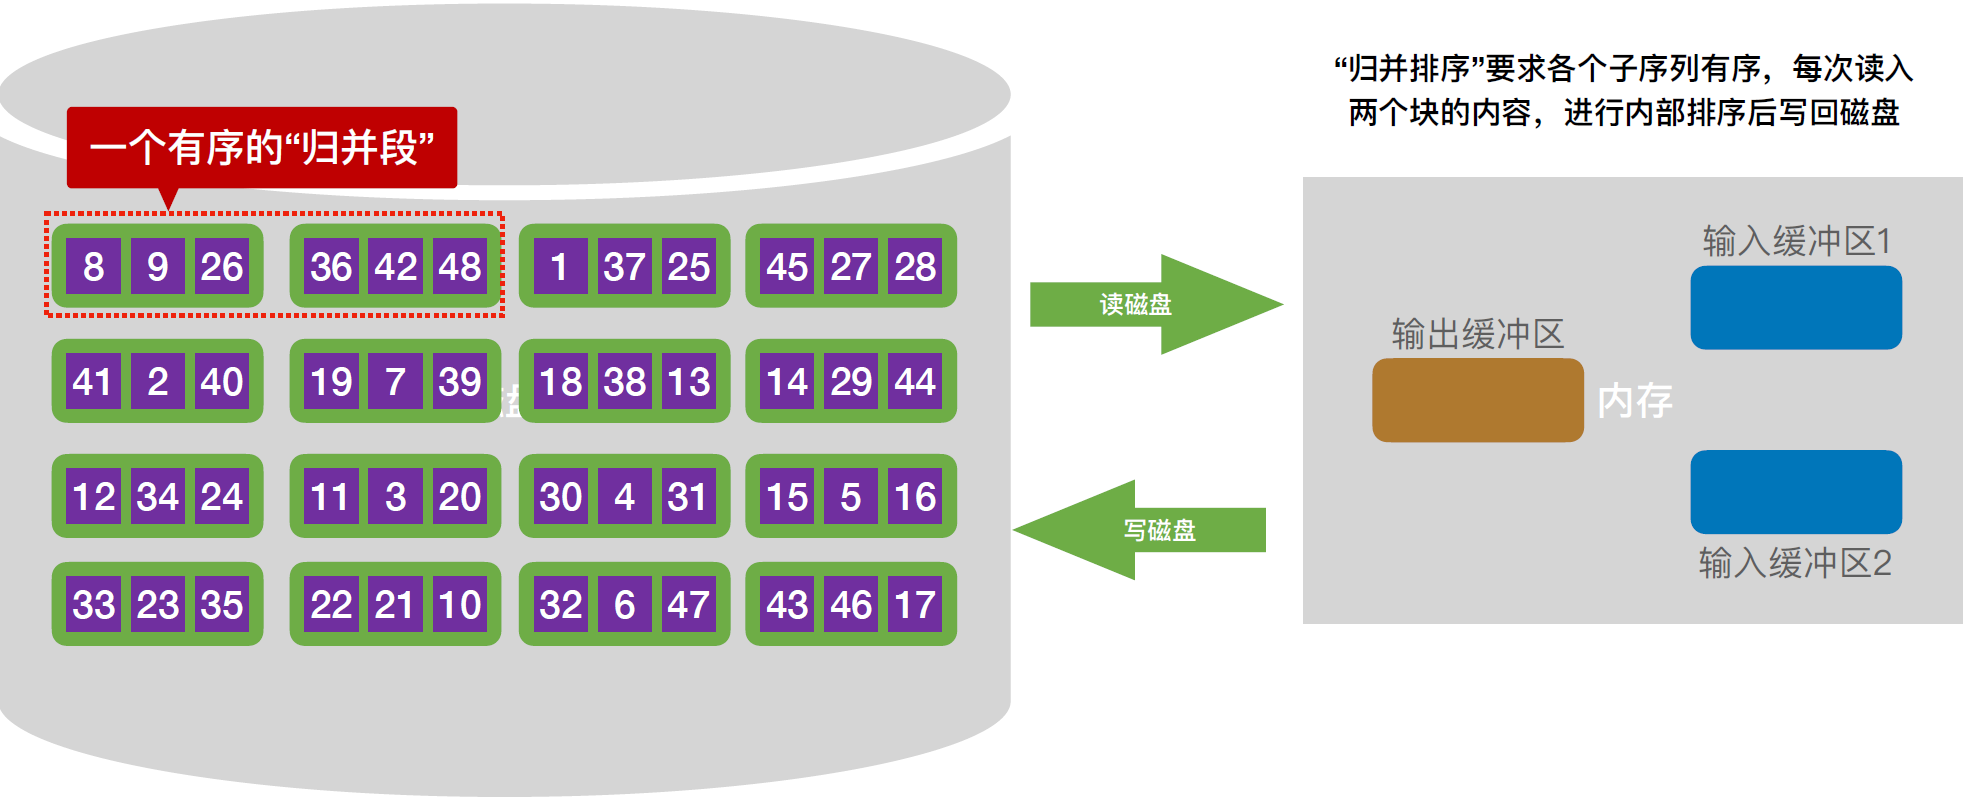 “归并排序”要求各个子序列有序，每次读入
两个块的内容，进行内部排序后写回磁盘
一个有序的“归并段”
8 9 26 36 42 48 1 37 25 45 27 28
41 2 40 19 7 39 18 38 13 14 29 44
盘
12 34 24 11 3 20 30 4 31 15 5 16
33 23 35 22 21 10 32 6 47 43 46 17
读磁盘
写磁盘
输入缓冲区1
输出缓冲区
内存
输入缓冲区2